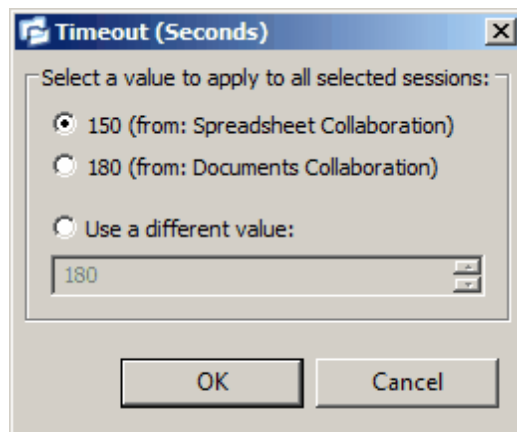 Timeout (Seconds)
Select a value to apply to all selected sessions:
150 (from: Spreadsheet Collaboration)
180 (from: Documents Collaboration)
Use a different value:
180
OK
Cancel